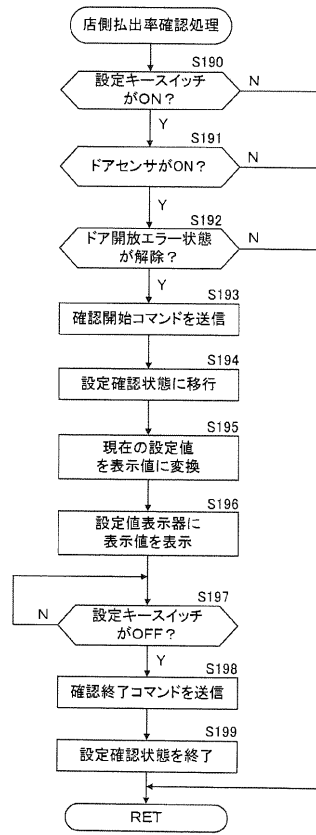 店側払出率確認処理
S190
設定キースイッチ
がON?
N
Y
S191
ドアセンサがON?
N
Y
S192
ドア開放エラー状態
が解除?
N
Y
S193
確認開始コマンドを送信
S194
設定確認状態に移行
S195
現在の設定値
を表示値に変換
S196
設定値表示器に
表示値を表示
S197
設定キースイッチ
がOFF?
N
Y
S198
確認終了コマンドを送信
S199
設定確認状態を終了
RET